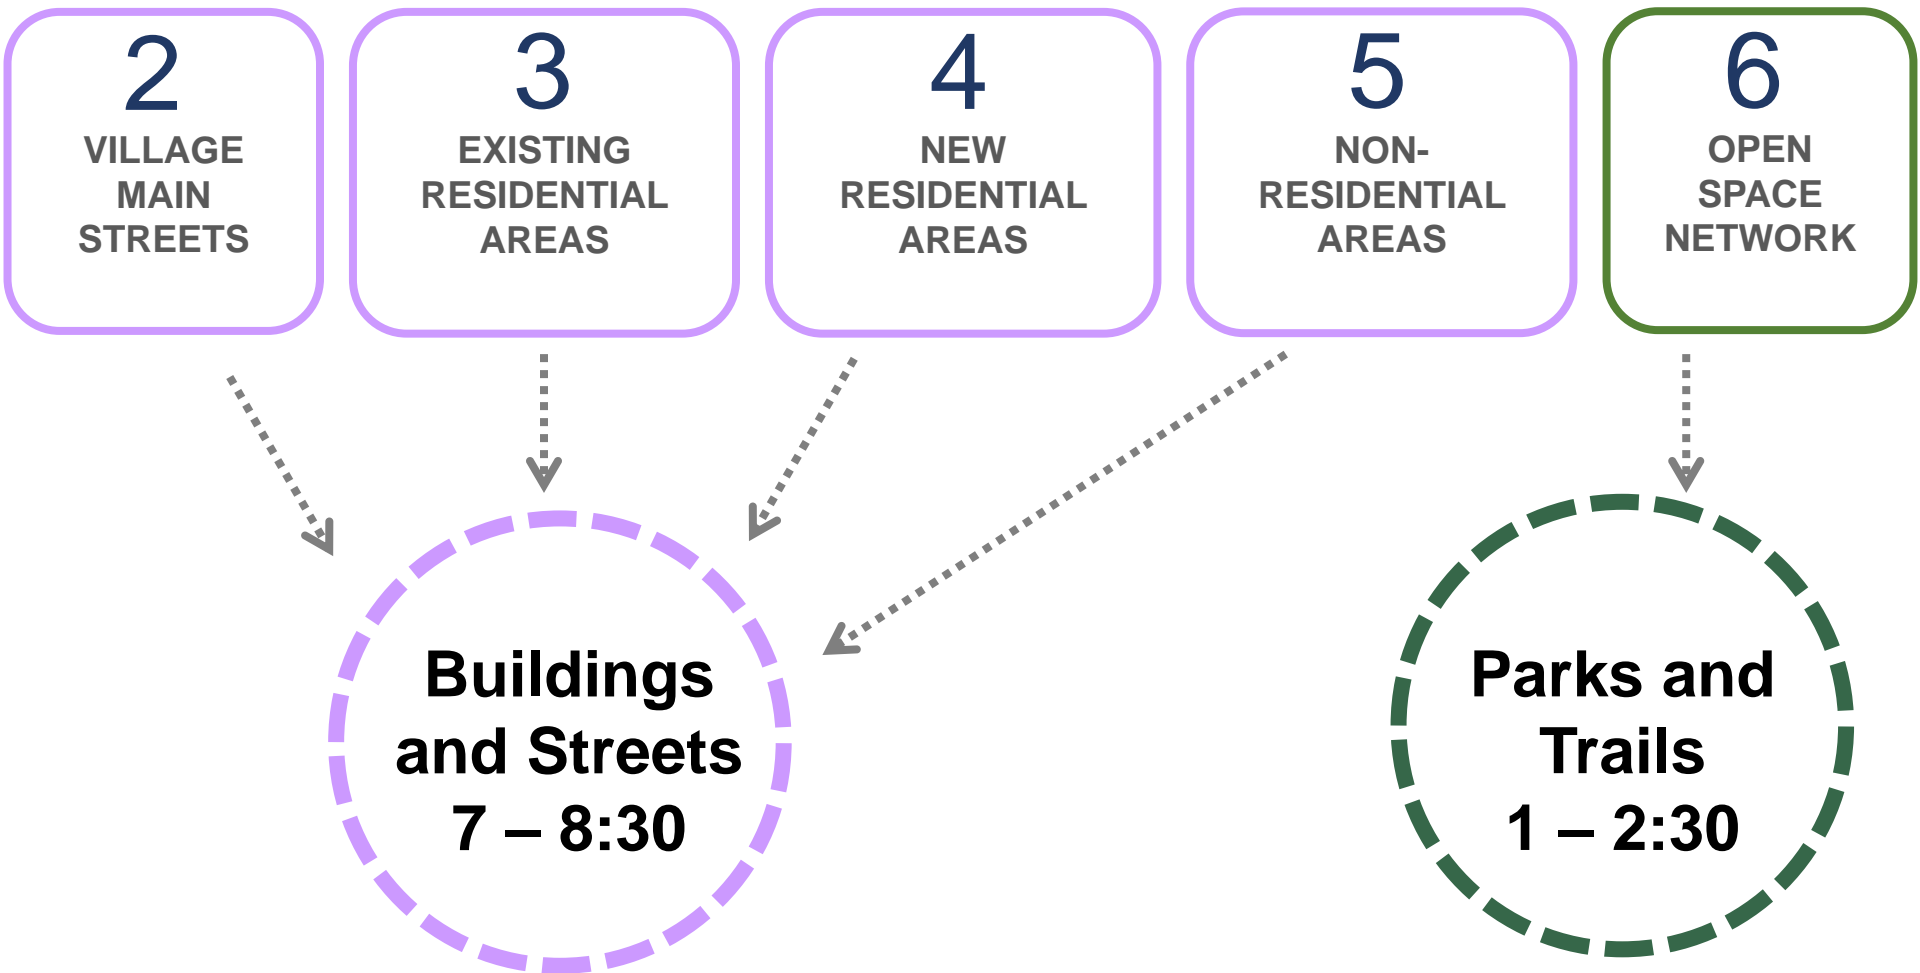 2
VILLAGE
MAIN
STREETS
3
EXISTING
RESIDENTIAL
AREAS
4
NEW
RESIDENTIAL
AREAS
5
NON-
RESIDENTIAL
AREAS
6
OPEN
SPACE
NETWORK
Buildings
and Streets
7 – 8:30
Parks and
Trails
1 – 2:30